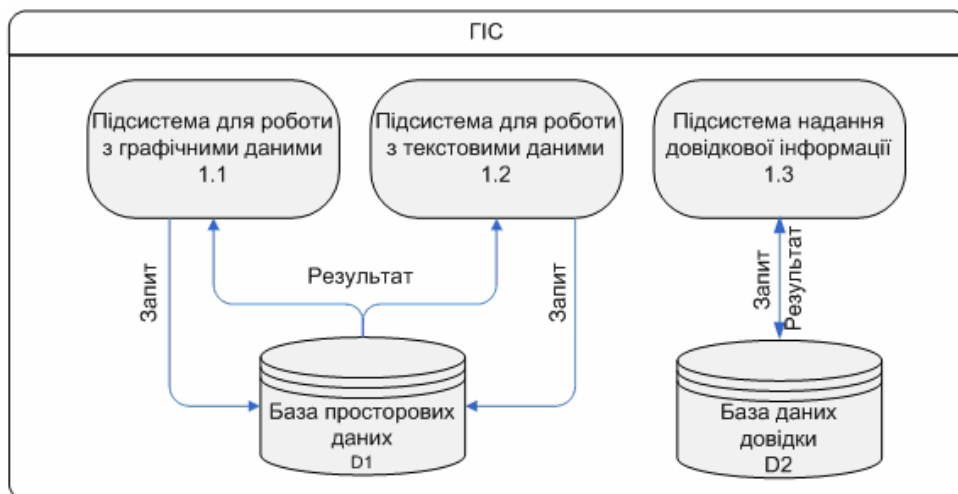 ГІС
Підсистема для роботи
з графічними даними
1.1
Підсистема для роботи
з текстовими даними
1.2
Підсистема надання
довідкової інформації
1.3
Запит
Результат
Запит
Запит
Результат
База просторових
даних
D1
База даних
довідки
D2